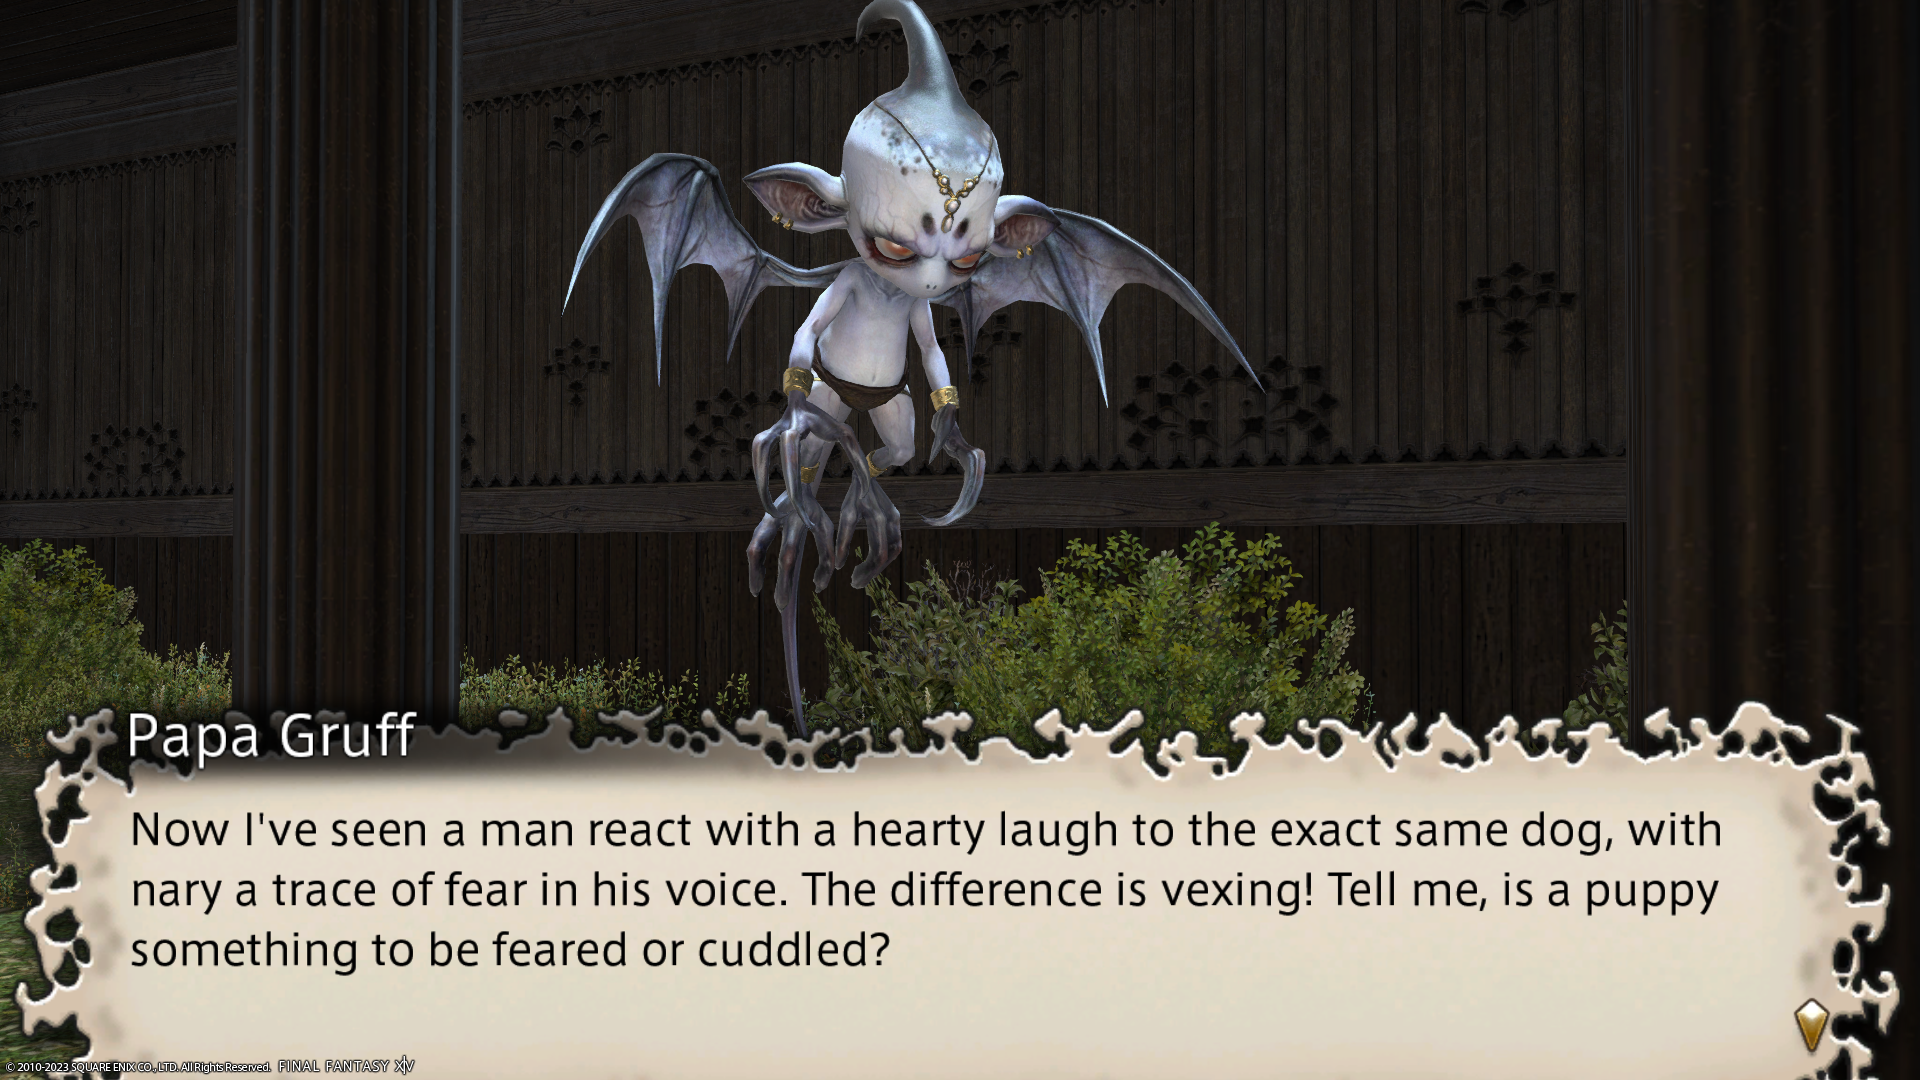 Papa Gruff
Now I've seen a man react with a hearty laugh to the exact same dog, with
nary a trace of fear in his voice. The difference is vexing! Tell me, is a puppy
something to be feared or cuddled?
© 2010-2023 SQUARE ENIX CO., LTD. All Rights Reserved. FINAL FANTASY XIV